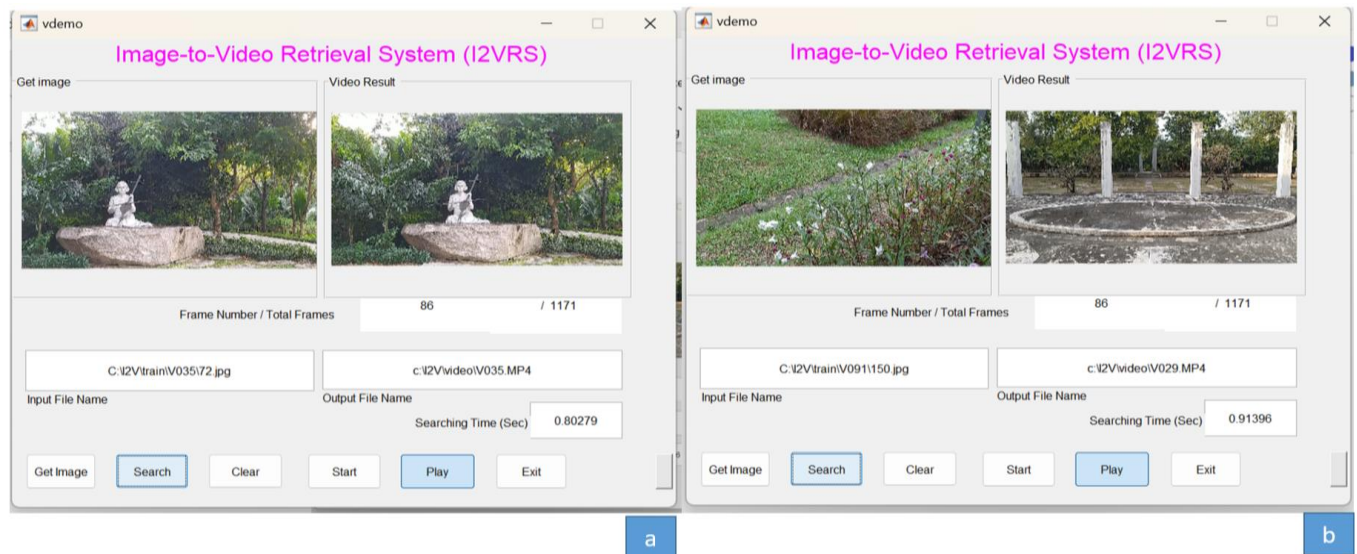 vdemo
Image-to-Video Retrieval System (I2VRS)
Get image
Video Result
Frame Number / Total Frames
86
/ 1171
C:\I2V\train\V035\72.jpg
c:\I2V\video\V035.MP4
Input File Name
Output File Name
Searching Time (Sec)
0.80279
Get Image
Search
Clear
Start
Play
Exit
a
vdemo
Image-to-Video Retrieval System (I2VRS)
Get image
Video Result
Frame Number / Total Frames
86
/ 1171
C:\I2V\train\V091\150.jpg
c:\I2V\video\V029.MP4
Input File Name
Output File Name
Searching Time (Sec)
0.91396
Get Image
Search
Clear
Start
Play
Exit
b